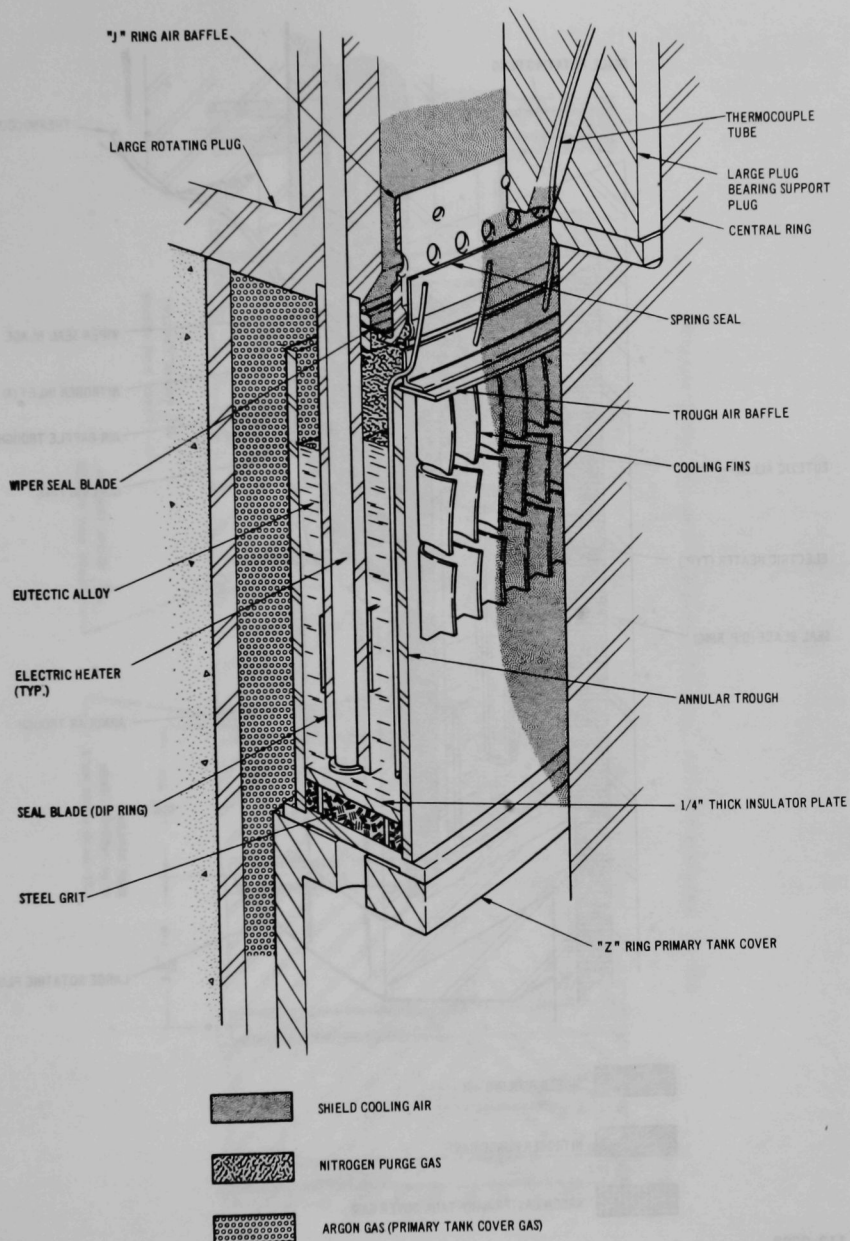 "J" RING AIR BAFFLE
LARGE ROTATING PLUG
THERMOCOUPLE
TUBE
LARGE PLUG
BEARING SUPPORT
PLUG
CENTRAL RING
SPRING SEAL
TROUGH AIR BAFFLE
COOLING FINS
WIPER SEAL BLADE
EUTECTIC ALLOY
ELECTRIC HEATER
(TYP.)
ANNULAR TROUGH
SEAL BLADE (DIP RING)
1/4" THICK INSULATOR PLATE
STEEL GRIT
"Z" RING PRIMARY TANK COVER
SHIELD COOLING AIR
NITROGEN PURGE GAS
ARGON GAS (PRIMARY TANK COVER GAS)